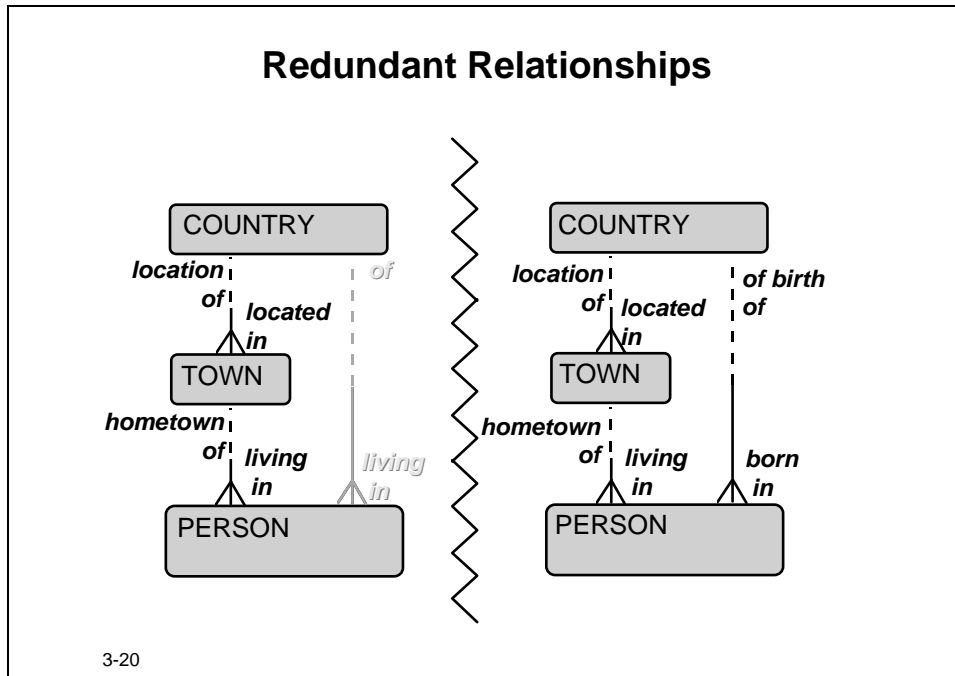 Redundant Relationships
COUNTRY
location
of
of
located
in
TOWN
hometown
of
living
in
living
in
PERSON
COUNTRY
location
of
of birth
of
located
in
TOWN
hometown
of
living
in
born
in
PERSON
3-20